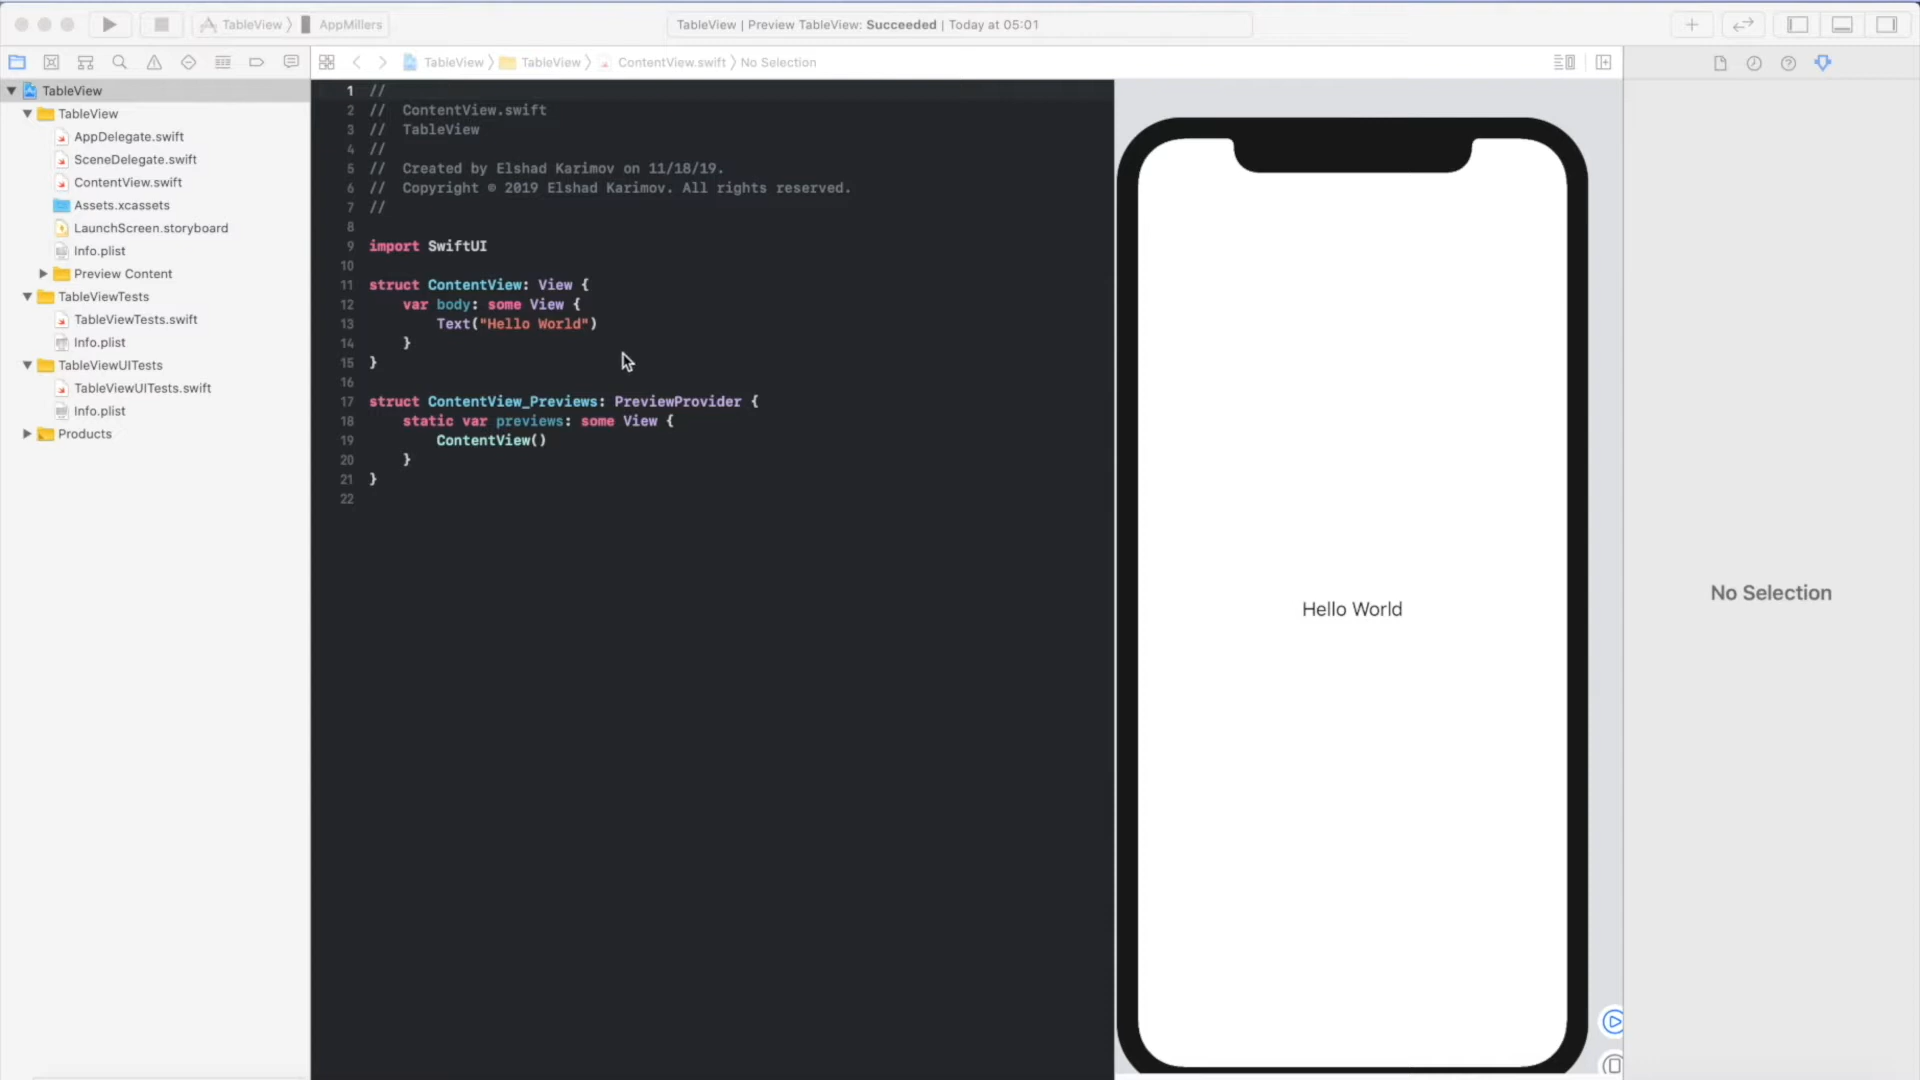 TableView 〉 AppMillers
TableView | Preview TableView: Succeeded | Today at 05:01
TableView 〉 TableView 〉 ContentView.swift 〉 No Selection
TableView
TableView
AppDelegate.swift
SceneDelegate.swift
ContentView.swift
Assets.xcassets
LaunchScreen.storyboard
Info.plist
Preview Content
TableViewTests
TableViewTests.swift
Info.plist
TableViewUITests
TableViewUITests.swift
Info.plist
Products
1 //
2 //  ContentView.swift
3 //  TableView
4 //
5 //  Created by Elshad Karimov on 11/18/19.
6 //  Copyright © 2019 Elshad Karimov. All rights reserved.
7 //
8
9 import SwiftUI
10
11 struct ContentView: View {
12     var body: some View {
13         Text("Hello World")
14     }
15 }
16
17 struct ContentView_Previews: PreviewProvider {
18     static var previews: some View {
19         ContentView()
20     }
21 }
22
Hello World
No Selection